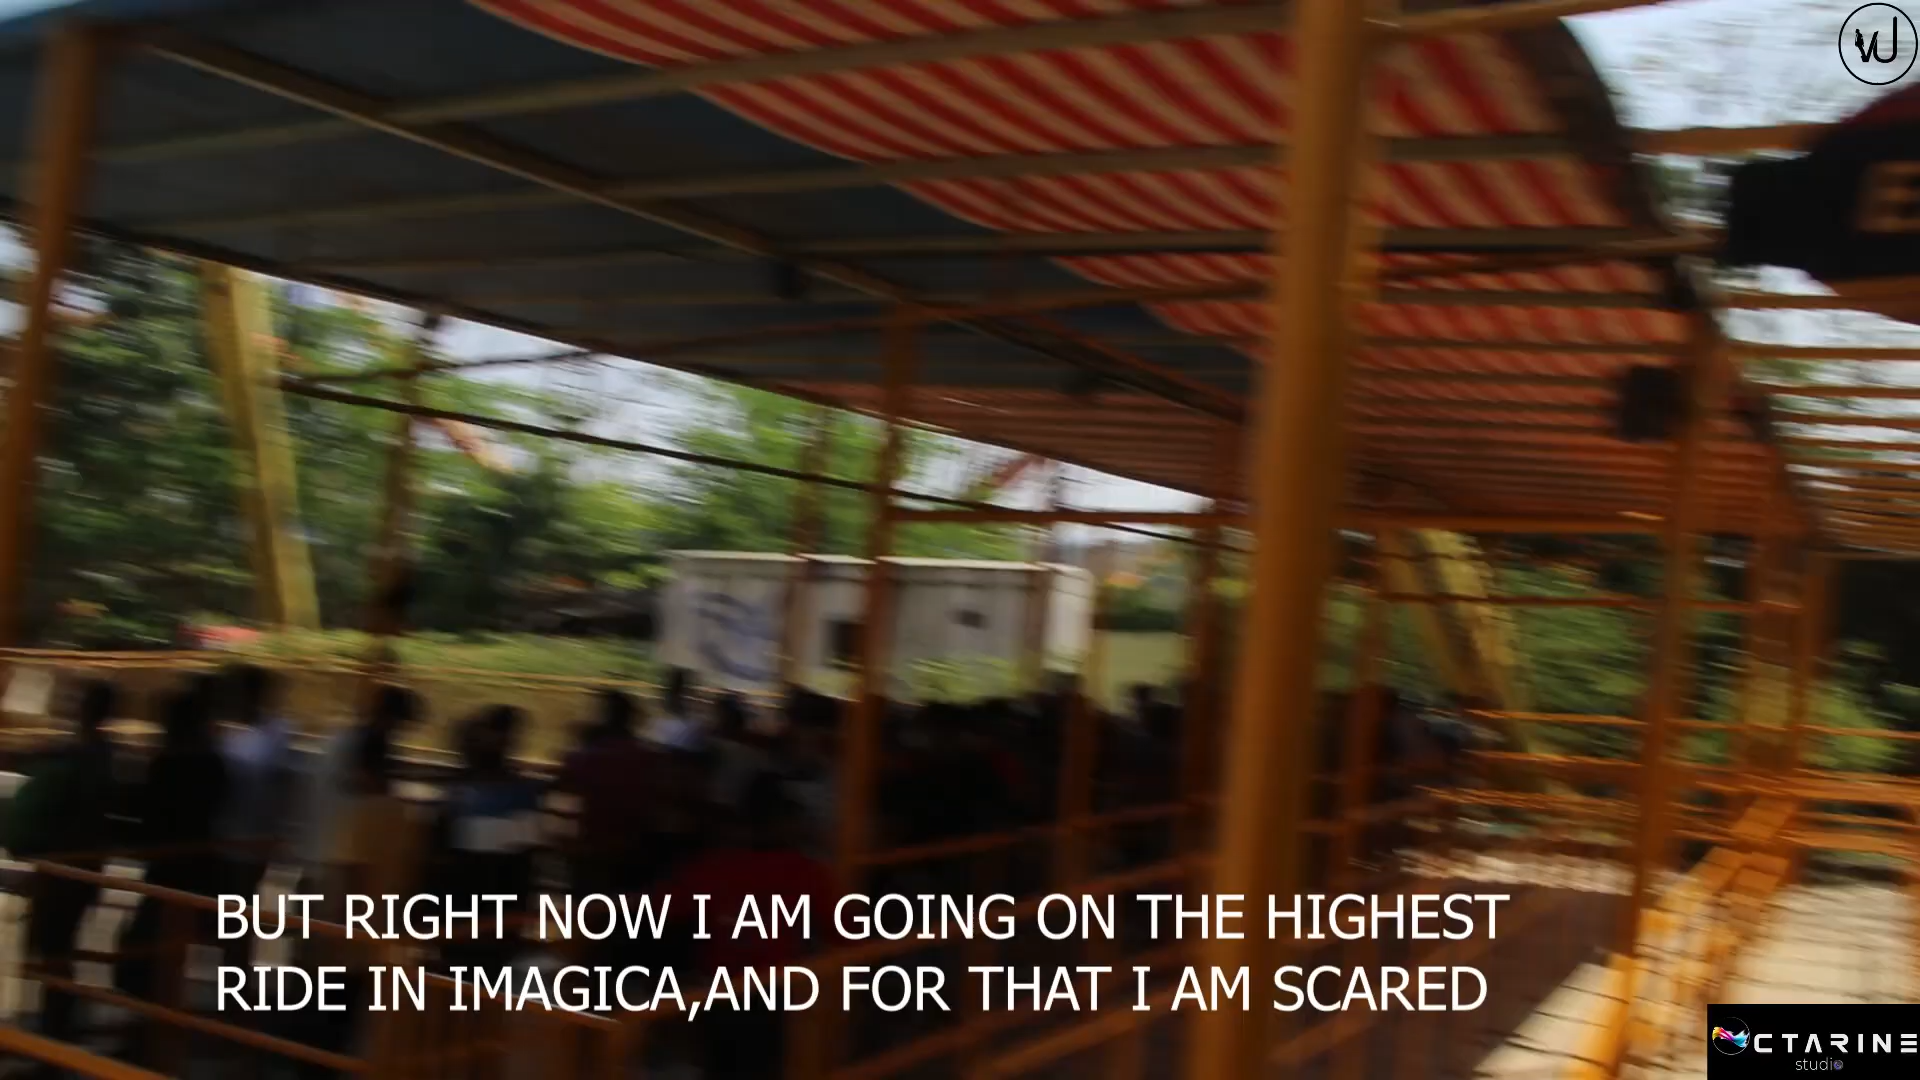 BUT RIGHT NOW I AM GOING ON THE HIGHEST
RIDE IN IMAGICA,AND FOR THAT I AM SCARED
CTARINE
studio